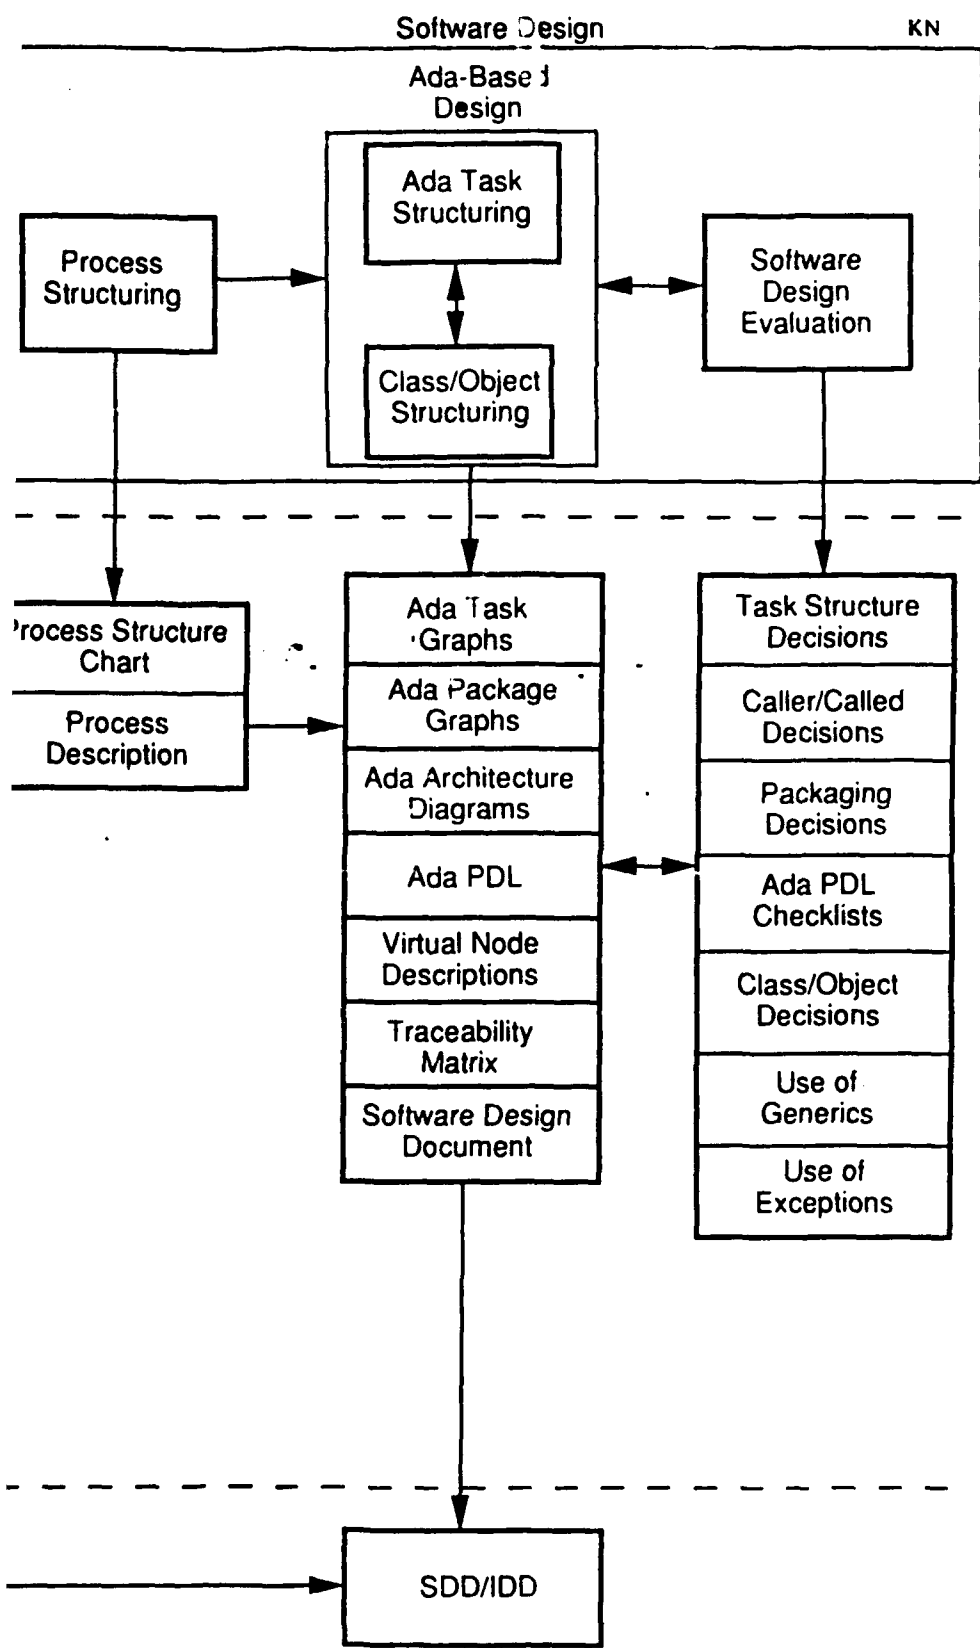 Software Design
KN
Ada-Based
Design
Ada Task
Structuring
Process
Structuring
Software
Design
Evaluation
Class/Object
Structuring
Process Structure
Chart
Process
Description
Ada Task
Graphs
Ada Package
Graphs
Ada Architecture
Diagrams
Ada PDL
Virtual Node
Descriptions
Traceability
Matrix
Software Design
Document
Task Structure
Decisions
Caller/Called
Decisions
Packaging
Decisions
Ada PDL
Checklists
Class/Object
Decisions
Use of
Generics
Use of
Exceptions
SDD/IDD